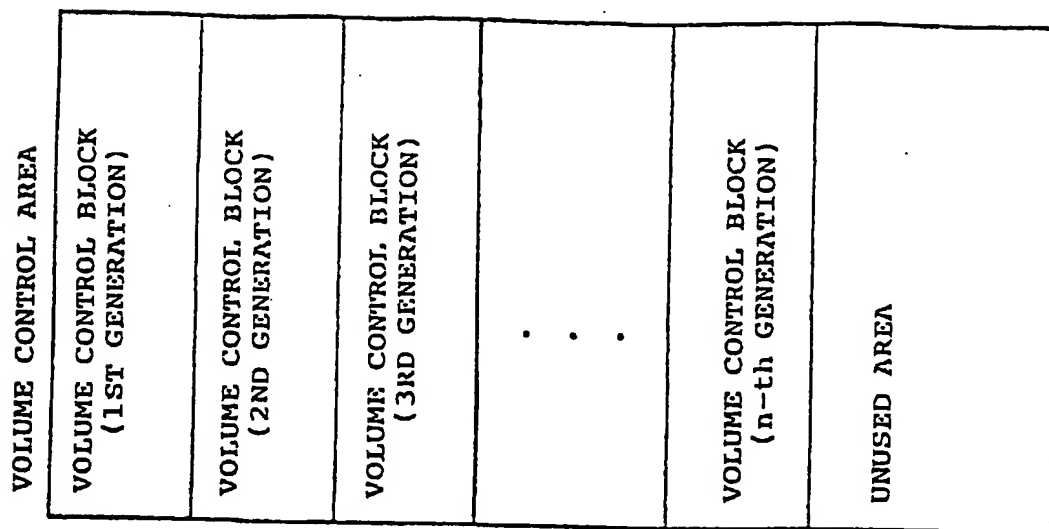 VOLUME CONTROL AREA
VOLUME CONTROL BLOCK
(1ST GENERATION)
VOLUME CONTROL BLOCK
(2ND GENERATION)
VOLUME CONTROL BLOCK
(3RD GENERATION)
. . .
VOLUME CONTROL BLOCK
(n-th GENERATION)
UNUSED AREA